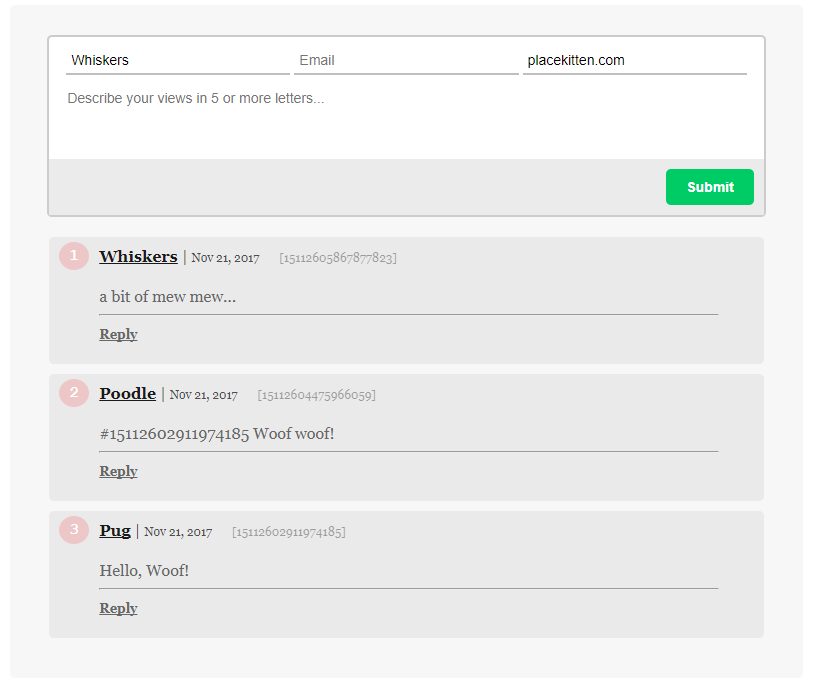 Whiskers Email placekitten.com
Describe your views in 5 or more letters...
Submit
1 Whiskers | Nov 21, 2017 [15112605867877823]
a bit of mew mew...
Reply
2 Poodle | Nov 21, 2017 [15112604475966059]
#15112602911974185 Woof woof!
Reply
3 Pug | Nov 21, 2017 [15112602911974185]
Hello, Woof!
Reply